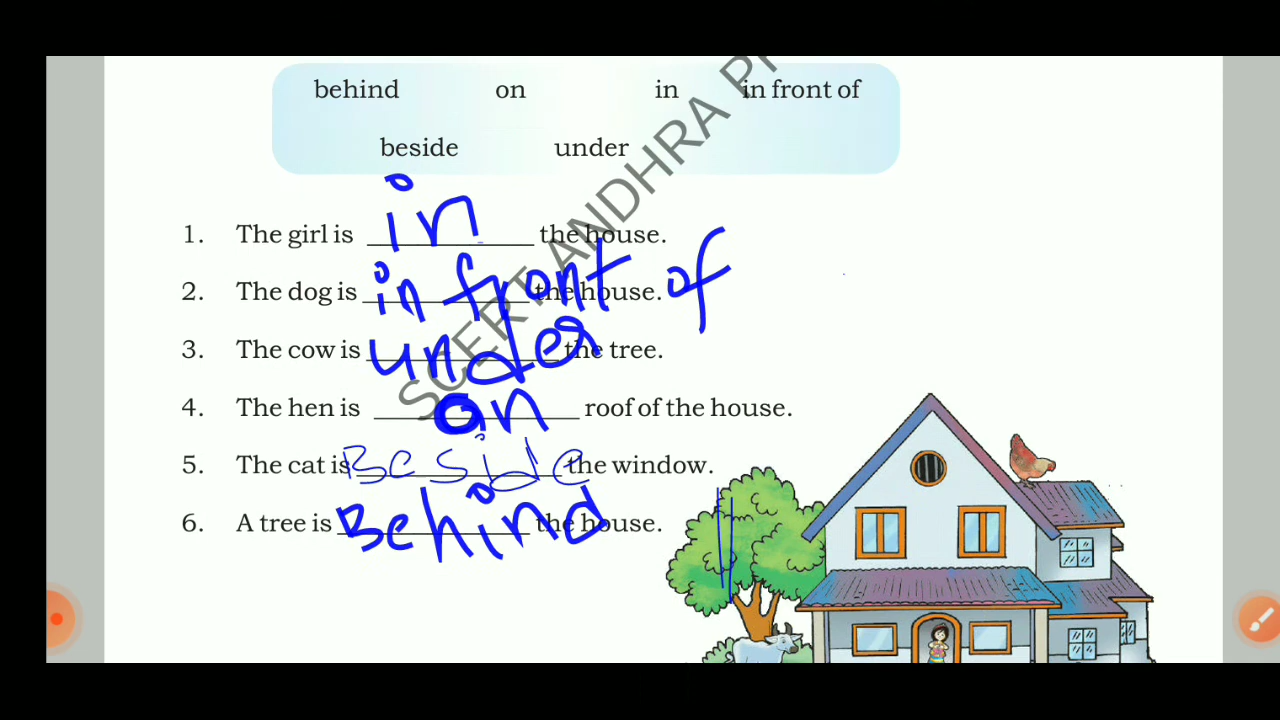 behind on in in front of
beside under
SCERT ANDHRA PR
1. The girl is in the house.
2. The dog is in front of the house.
3. The cow is under the tree.
4. The hen is on roof of the house.
5. The cat is Beside the window.
6. A tree is Behind the house.